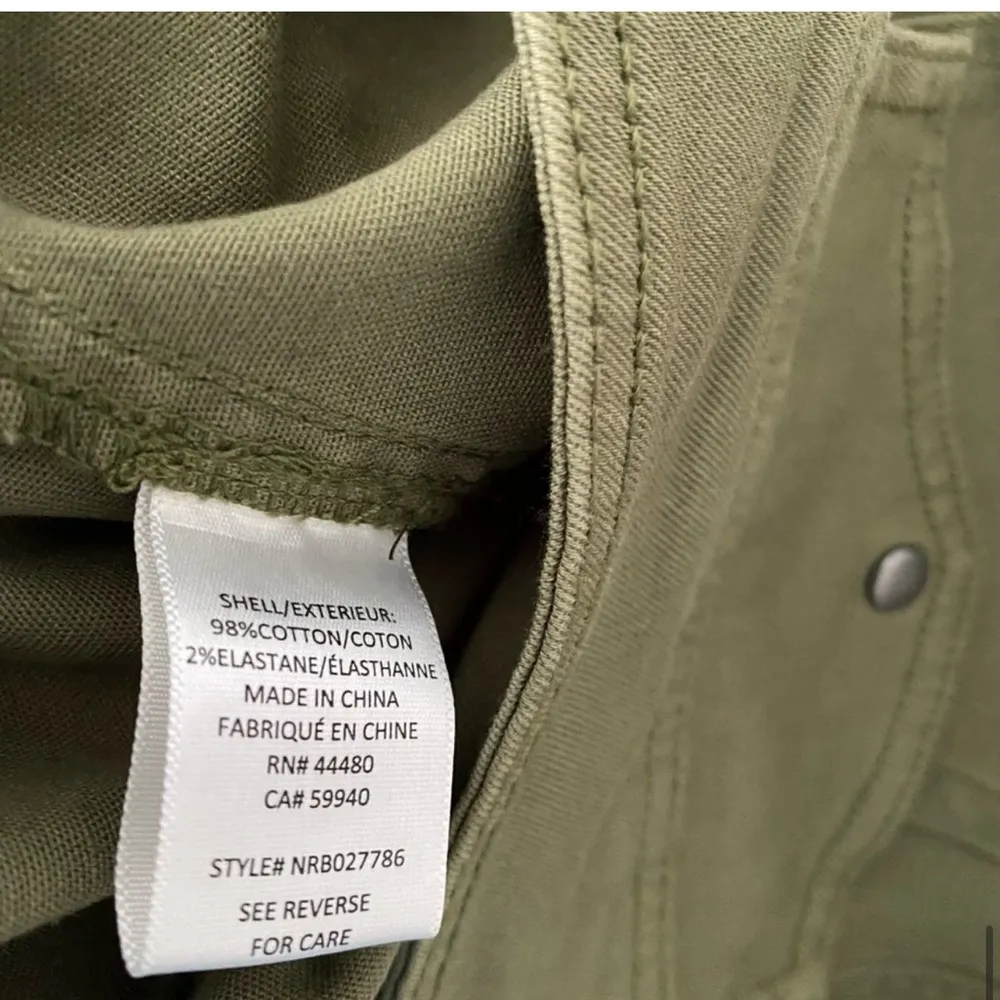 SHELL/EXTERIEUR:
98%COTTON/COTON
2%ELASTANE/ÉLASTHANNE
MADE IN CHINA
FABRIQUÉ EN CHINE
RN# 44480
CA# 59940
STYLE# NRB027786
SEE REVERSE
FOR CARE